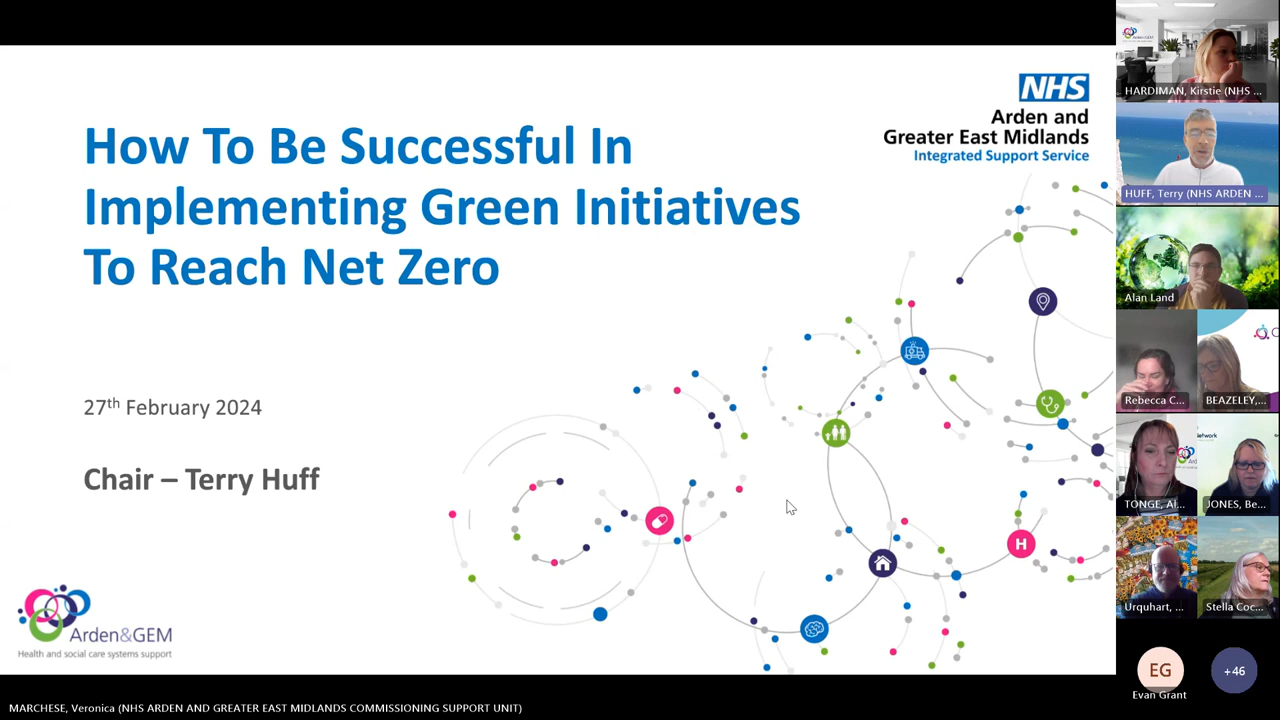 How To Be Successful In
Implementing Green Initiatives
To Reach Net Zero
27th February 2024
Chair – Terry Huff
NHS
Arden and
Greater East Midlands
Integrated Support Service
H
Arden&GEM
Health and social care systems support
MARCHESE, Veronica (NHS ARDEN AND GREATER EAST MIDLANDS COMMISSIONING SUPPORT UNIT)
Arden&GEM
HARDIMAN, Kirstie (NHS ...
HUFF, Terry (NHS ARDEN ...
Alan Land
Rebecca C...
BEAZELEY,...
TONGE, Al...
JONES, Be...
Urquhart, ...
Stella Coc...
EG
Evan Grant
+46